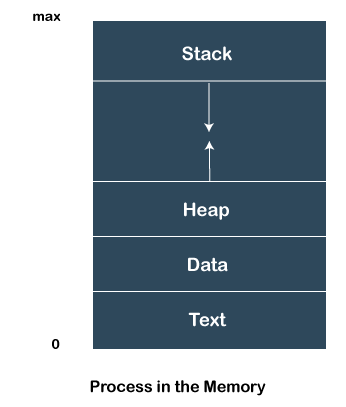 max
Stack
Heap
Data
Text
0
Process in the Memory